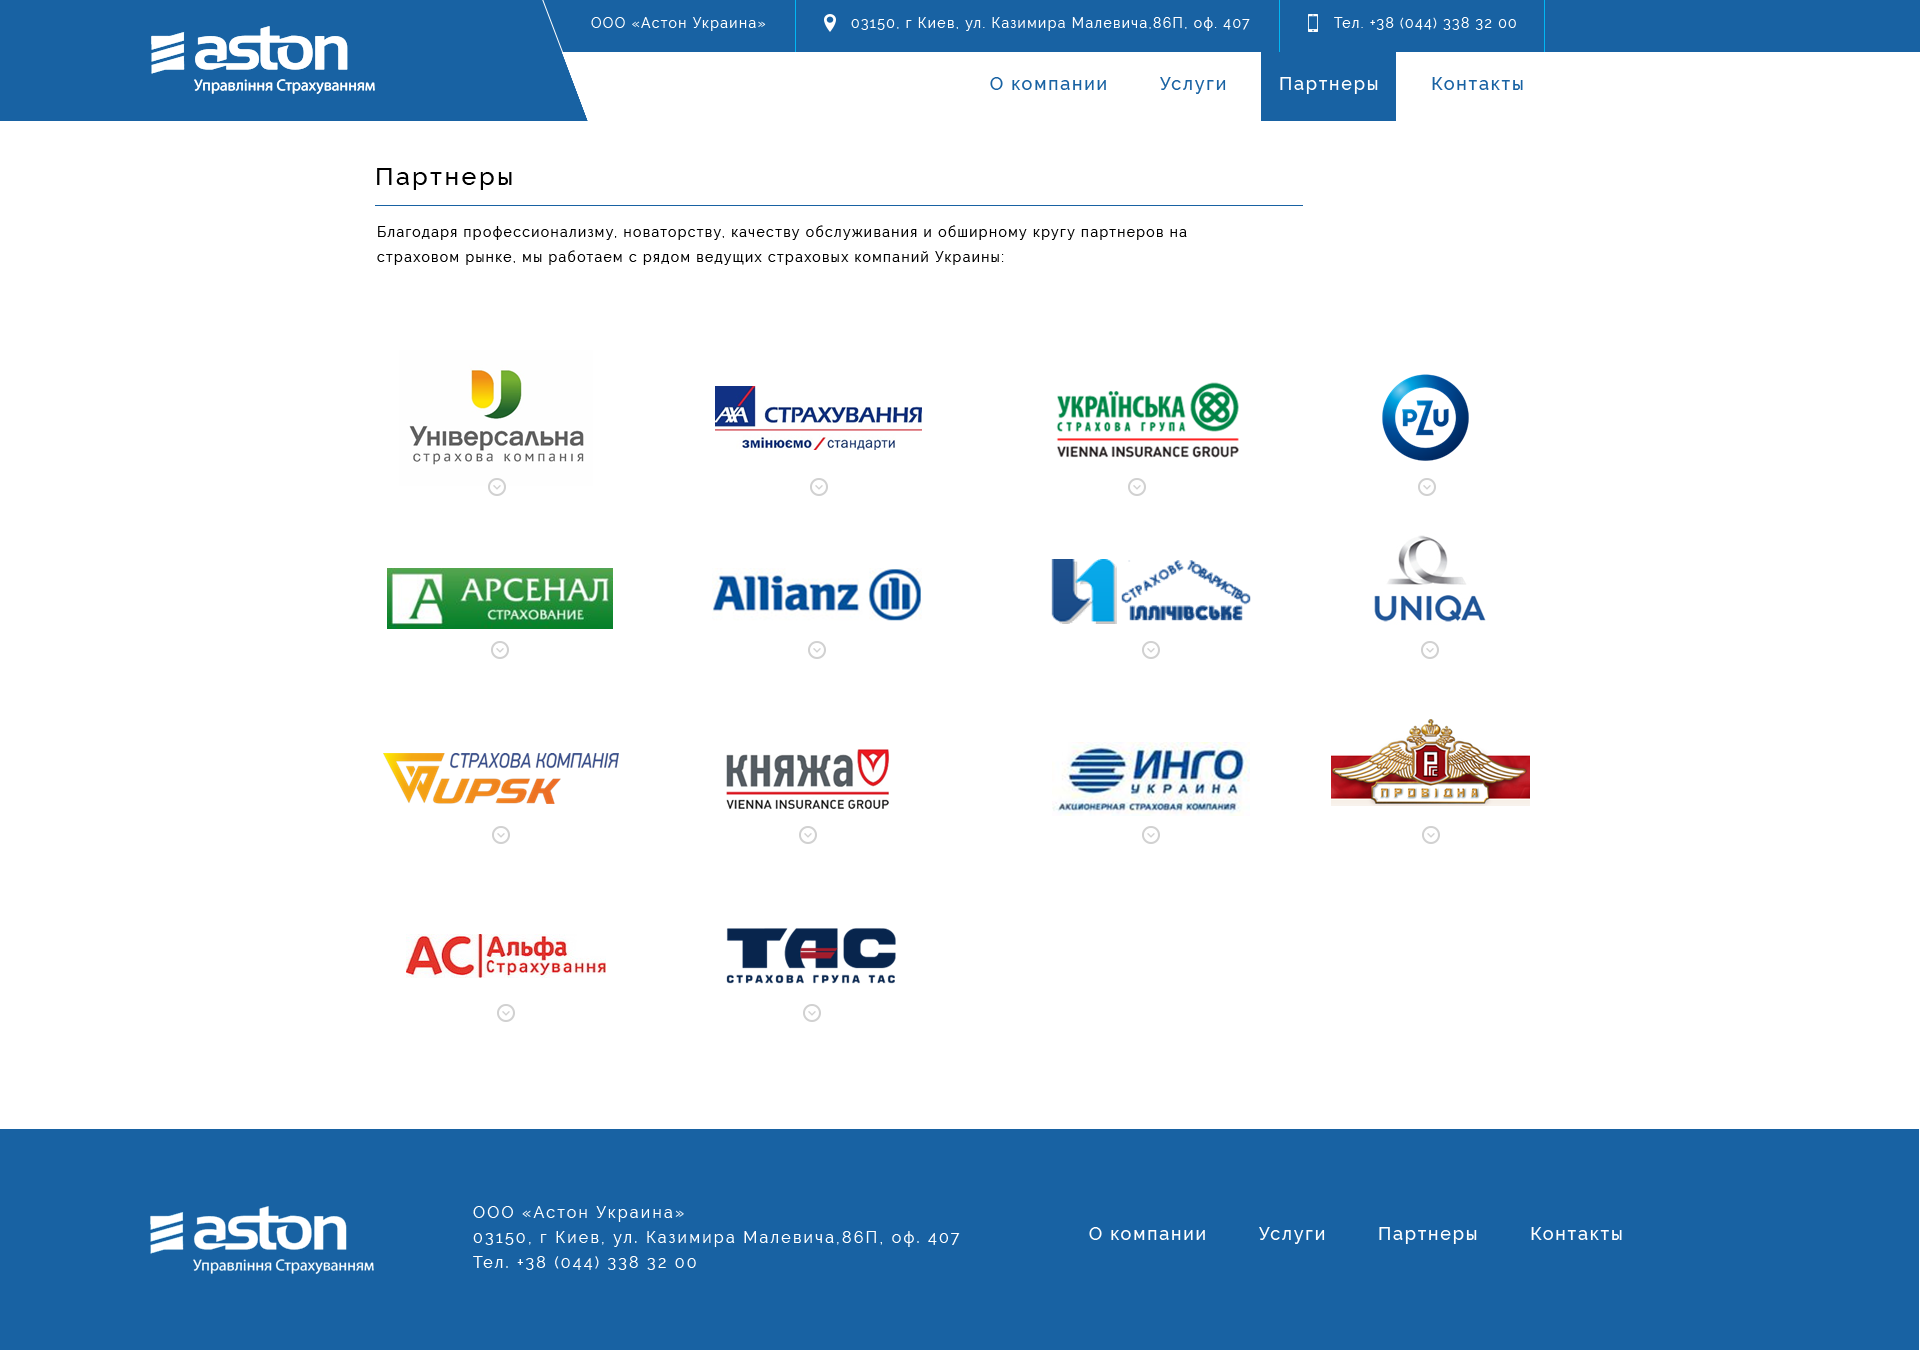 ООО «Астон Украина»
03150, г Киев, ул. Казимира Малевича,86П, оф. 407
Тел. +38 (044) 338 32 00
aston
Управління Страхуванням
О компании
Услуги
Партнеры
Контакты
Партнеры
Благодаря профессионализму, новаторству, качеству обслуживания и обширному кругу партнеров на
страховом рынке, мы работаем с рядом ведущих страховых компаний Украины:
Універсальна
страхова компанія
AXA СТРАХУВАННЯ
змінюємо / стандарти
УКРАЇНСЬКА
СТРАХОВА ГРУПА
VIENNA INSURANCE GROUP
PZU
А АРСЕНАЛ
СТРАХОВАНИЕ
Allianz
СТРАХОВЕ ТОВАРИСТВО
ІЛЛІЧІВСЬКЕ
UNIQA
СТРАХОВА КОМПАНІЯ
UPSK
КНЯЖА
VIENNA INSURANCE GROUP
ИНГО
УКРАИНА
АКЦИОНЕРНАЯ СТРАХОВАЯ КОМПАНИЯ
РГС
ПРОВІДНА
АС Альфа
Страхування
ТАС
СТРАХОВА ГРУПА ТАС
aston
Управління Страхуванням
ООО «Астон Украина»
03150, г Киев, ул. Казимира Малевича,86П, оф. 407
Тел. +38 (044) 338 32 00
О компании
Услуги
Партнеры
Контакты